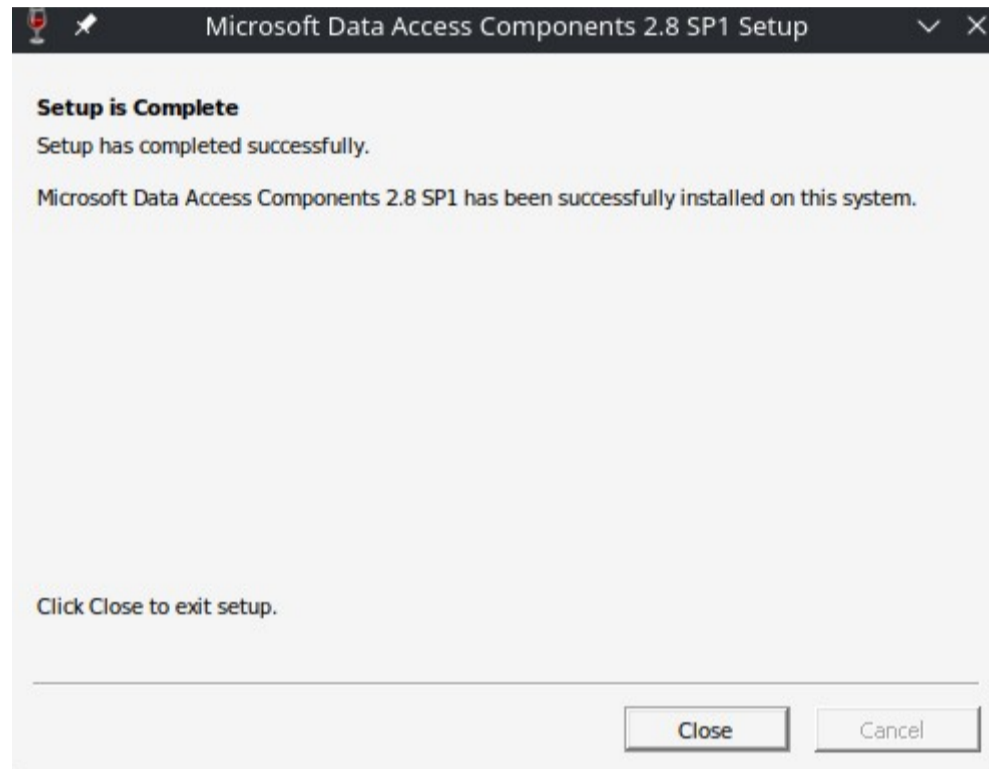 Microsoft Data Access Components 2.8 SP1 Setup
Setup is Complete
Setup has completed successfully.
Microsoft Data Access Components 2.8 SP1 has been successfully installed on this system.
Click Close to exit setup.
Close Cancel